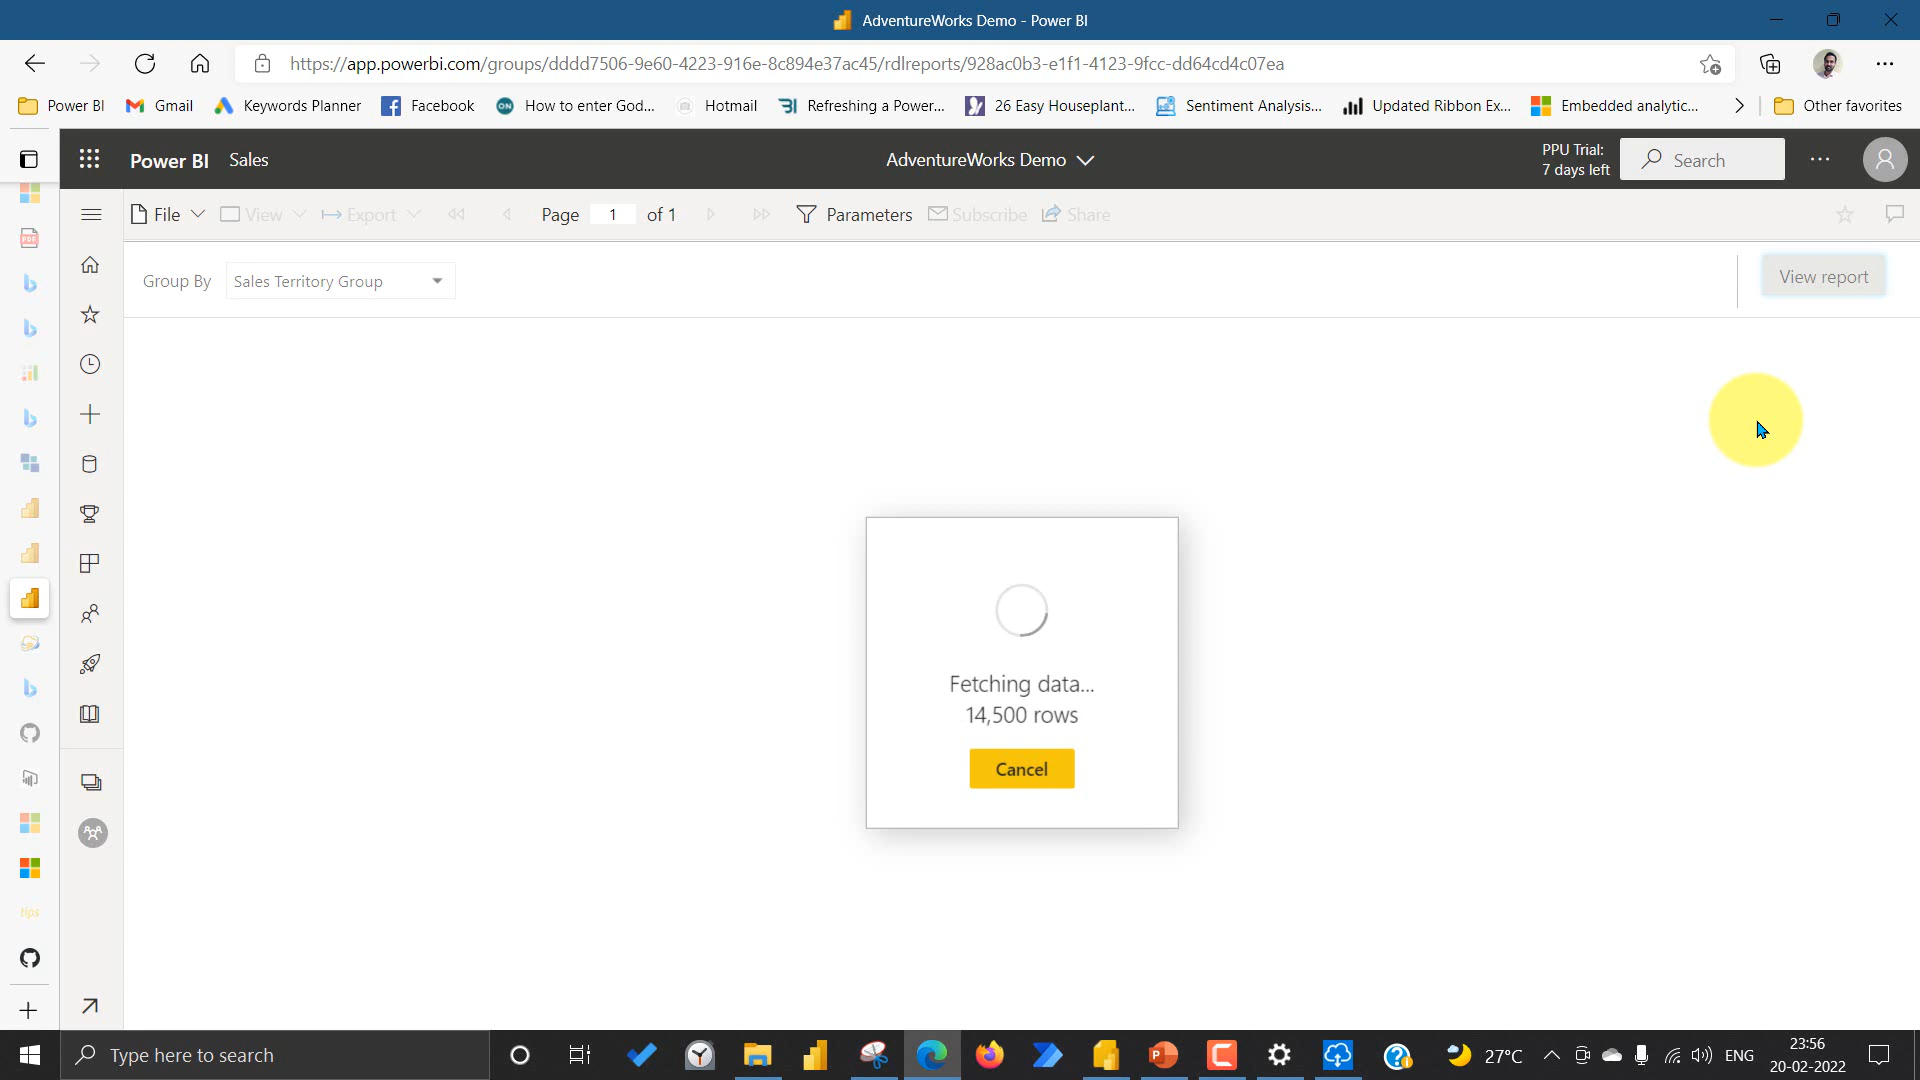 AdventureWorks Demo - Power BI
https://app.powerbi.com/groups/dddd7506-9e60-4223-916e-8c894e37ac45/rdlreports/928ac0b3-e1f1-4123-9fcc-dd64cd4c07ea
Power BI Gmail Keywords Planner Facebook How to enter God... Hotmail Refreshing a Power... 26 Easy Houseplant... Sentiment Analysis... Updated Ribbon Ex... Embedded analytic... Other favorites
Power BI Sales AdventureWorks Demo PPU Trial:
7 days left
Search
File View Export Page 1 of 1 Parameters Subscribe Share
Group By Sales Territory Group View report
Fetching data...
14,500 rows
Cancel
tips
Type here to search 27°C ENG 23:56
20-02-2022